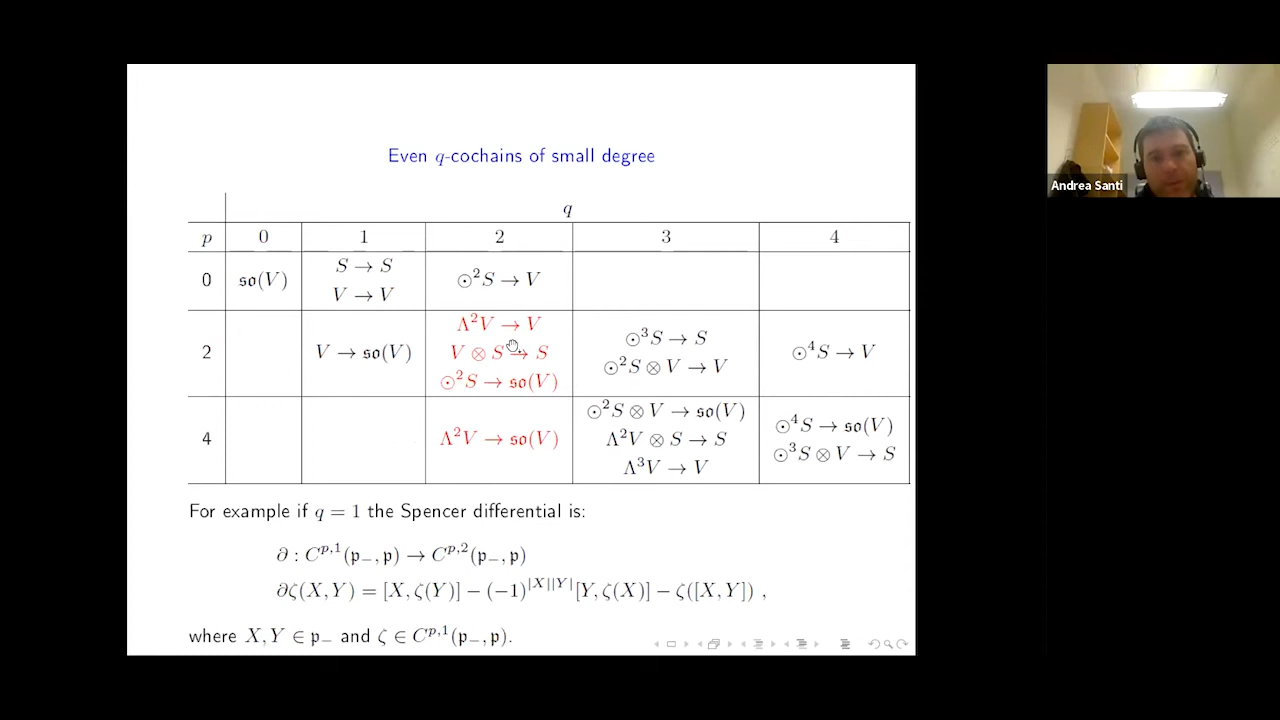 Even q-cochains of small degree
q
p 0 1 2 3 4
0 𝔰𝔬(V) S → S ⊙²S → V
V → V
2 V → 𝔰𝔬(V) Λ²V → V ⊙³S → S ⊙⁴S → V
V ⊗ S → S ⊙²S ⊗ V → V
⊙²S → 𝔰𝔬(V)
4 Λ²V → 𝔰𝔬(V) ⊙²S ⊗ V → 𝔰𝔬(V) ⊙⁴S → 𝔰𝔬(V)
Λ²V ⊗ S → S ⊙³S ⊗ V → S
Λ³V → V
For example if q = 1 the Spencer differential is:
∂ : C^{p,1}(𝔭₋, 𝔭) → C^{p,2}(𝔭₋, 𝔭)
∂ζ(X, Y) = [X, ζ(Y)] − (−1)^{|X||Y|}[Y, ζ(X)] − ζ([X, Y]) ,
where X, Y ∈ 𝔭₋ and ζ ∈ C^{p,1}(𝔭₋, 𝔭).
Andrea Santi